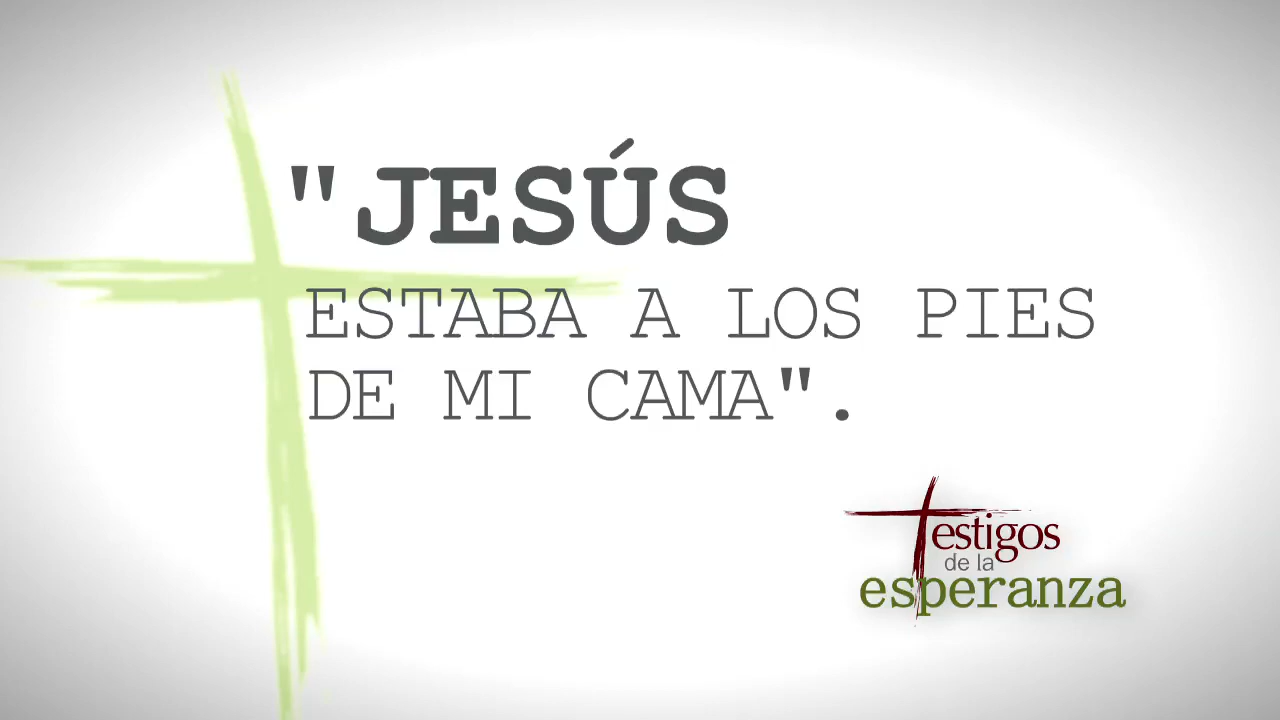 "JESÚS
ESTABA A LOS PIES
DE MI CAMA".
testigos
de la
esperanza